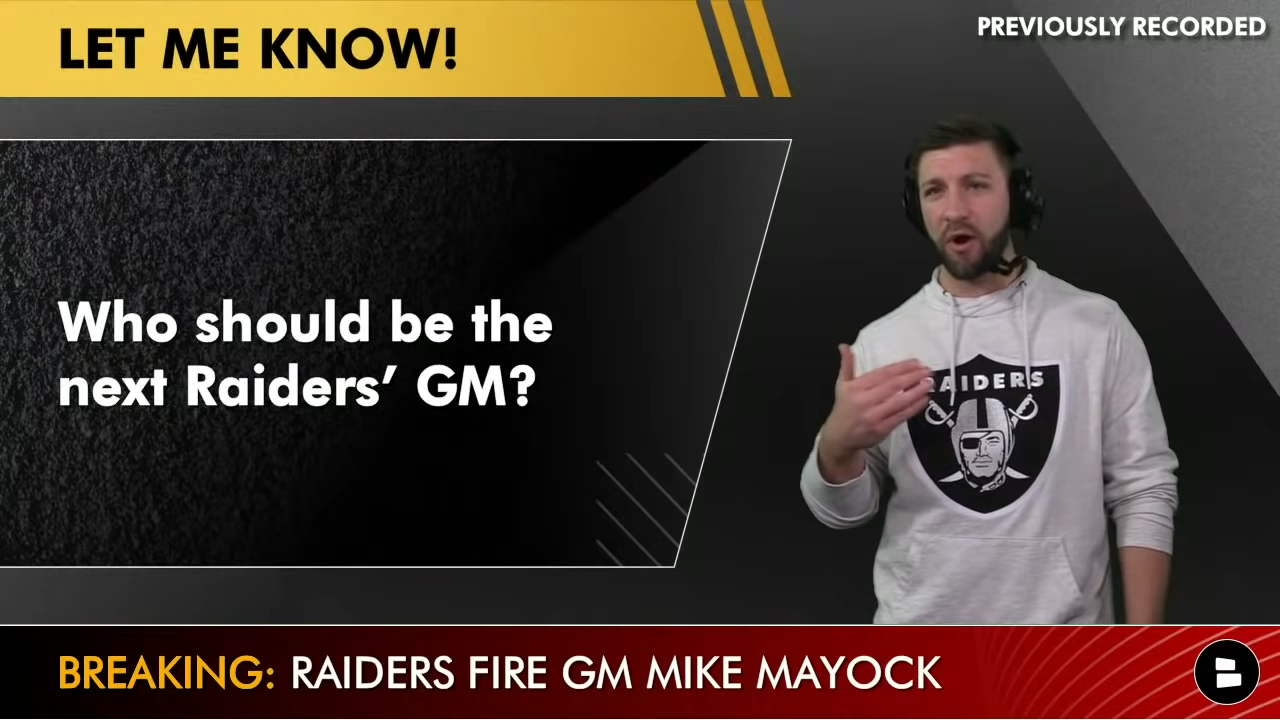 LET ME KNOW!
PREVIOUSLY RECORDED
Who should be the
next Raiders’ GM?
RAIDERS
BREAKING: RAIDERS FIRE GM MIKE MAYOCK